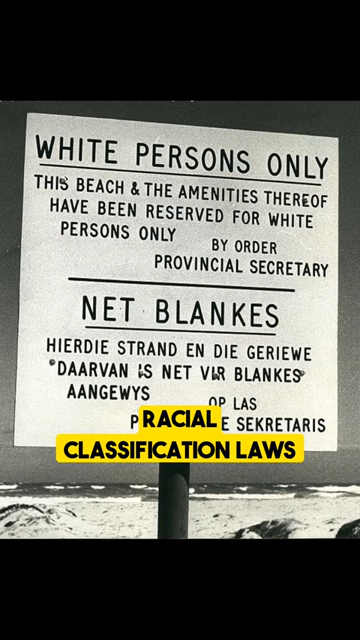 WHITE PERSONS ONLY
THIS BEACH & THE AMENITIES THEREOF
HAVE BEEN RESERVED FOR WHITE
PERSONS ONLY
BY ORDER
PROVINCIAL SECRETARY
NET BLANKES
HIERDIE STRAND EN DIE GERIEWE
DAARVAN IS NET VIR BLANKES
AANGEWYS
OP LAS
SEKRETARIS
RACIAL
CLASSIFICATION LAWS